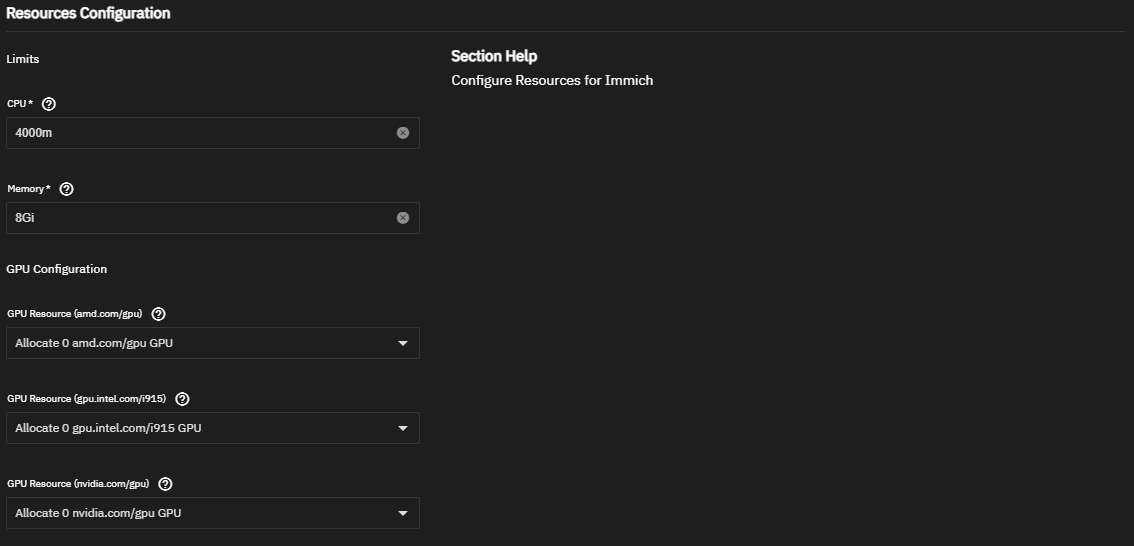 Resources Configuration
Limits
CPU *
4000m
Memory *
8Gi
GPU Configuration
GPU Resource (amd.com/gpu)
Allocate 0 amd.com/gpu GPU
GPU Resource (gpu.intel.com/i915)
Allocate 0 gpu.intel.com/i915 GPU
GPU Resource (nvidia.com/gpu)
Allocate 0 nvidia.com/gpu GPU
Section Help
Configure Resources for Immich